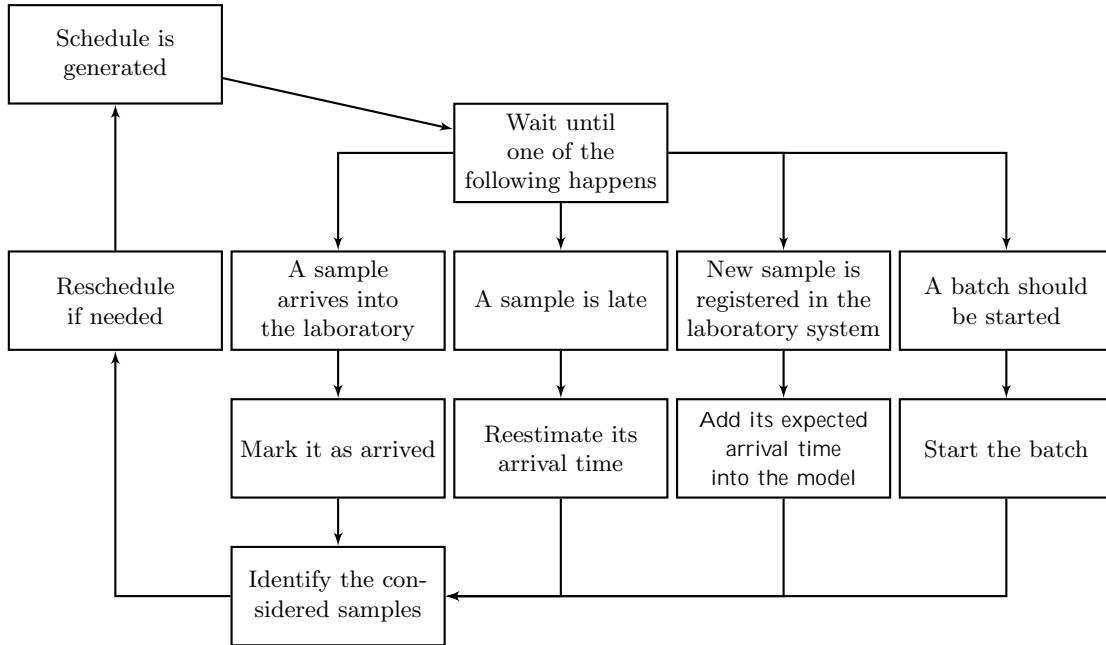 Schedule is
generated
Wait until
one of the
following happens
Reschedule
if needed
A sample
arrives into
the laboratory
A sample is late
New sample is
registered in the
laboratory system
A batch should
be started
Mark it as arrived
Reestimate its
arrival time
Add its expected
arrival time
into the model
Start the batch
Identify the con-
sidered samples